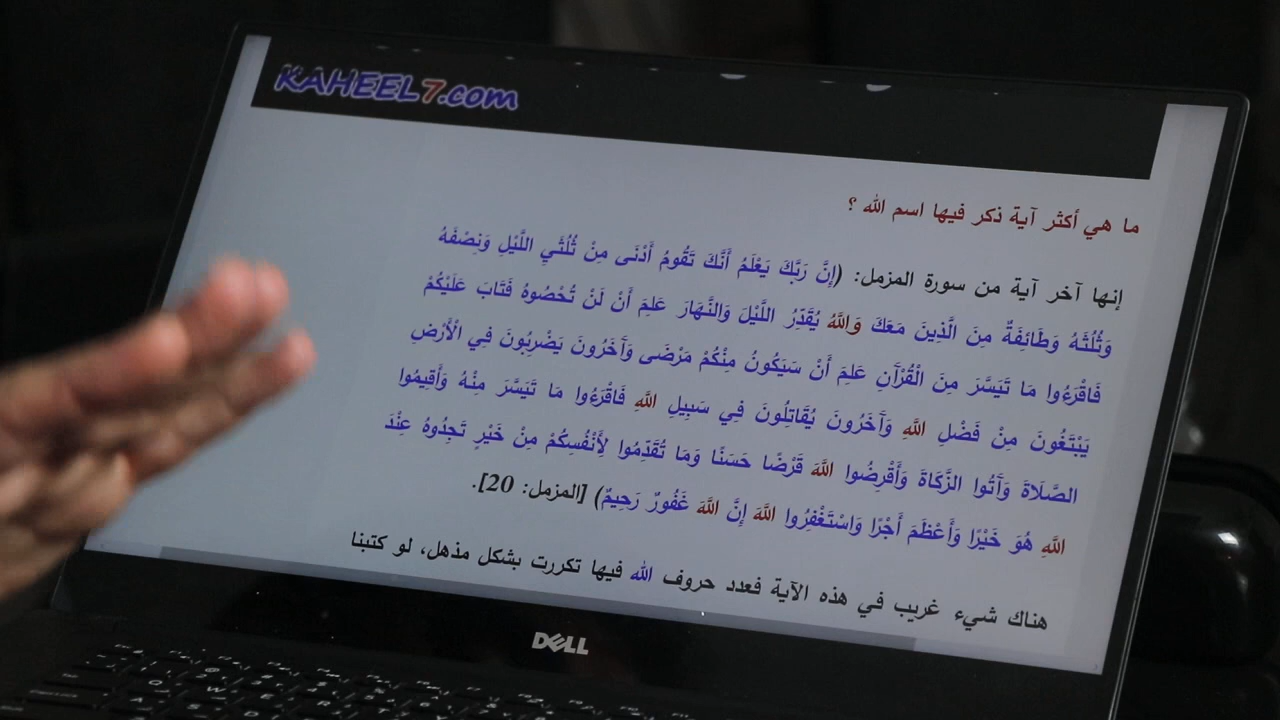 KAHEEL7.com
ما هي أكثر آية ذكر فيها اسم الله ؟
إنها آخر آية من سورة المزمل: (إِنَّ رَبَّكَ يَعْلَمُ أَنَّكَ تَقُومُ أَدْنَى مِنْ ثُلُثَيِ اللَّيْلِ وَنِصْفَهُ
وَثُلُثَهُ وَطَائِفَةٌ مِنَ الَّذِينَ مَعَكَ وَاللَّهُ يُقَدِّرُ اللَّيْلَ وَالنَّهَارَ عَلِمَ أَنْ لَنْ تُحْصُوهُ فَتَابَ عَلَيْكُمْ
فَاقْرَءُوا مَا تَيَسَّرَ مِنَ الْقُرْآَنِ عَلِمَ أَنْ سَيَكُونُ مِنْكُمْ مَرْضَى وَآَخَرُونَ يَضْرِبُونَ فِي الْأَرْضِ
يَبْتَغُونَ مِنْ فَضْلِ اللَّهِ وَآَخَرُونَ يُقَاتِلُونَ فِي سَبِيلِ اللَّهِ فَاقْرَءُوا مَا تَيَسَّرَ مِنْهُ وَأَقِيمُوا
الصَّلَاةَ وَآَتُوا الزَّكَاةَ وَأَقْرِضُوا اللَّهَ قَرْضًا حَسَنًا وَمَا تُقَدِّمُوا لِأَنْفُسِكُمْ مِنْ خَيْرٍ تَجِدُوهُ عِنْدَ
اللَّهِ هُوَ خَيْرًا وَأَعْظَمَ أَجْرًا وَاسْتَغْفِرُوا اللَّهَ إِنَّ اللَّهَ غَفُورٌ رَحِيمٌ) [المزمل: 20].
هناك شيء غريب في هذه الآية فعدد حروف الله فيها تكررت بشكل مذهل، لو كتبنا
DELL